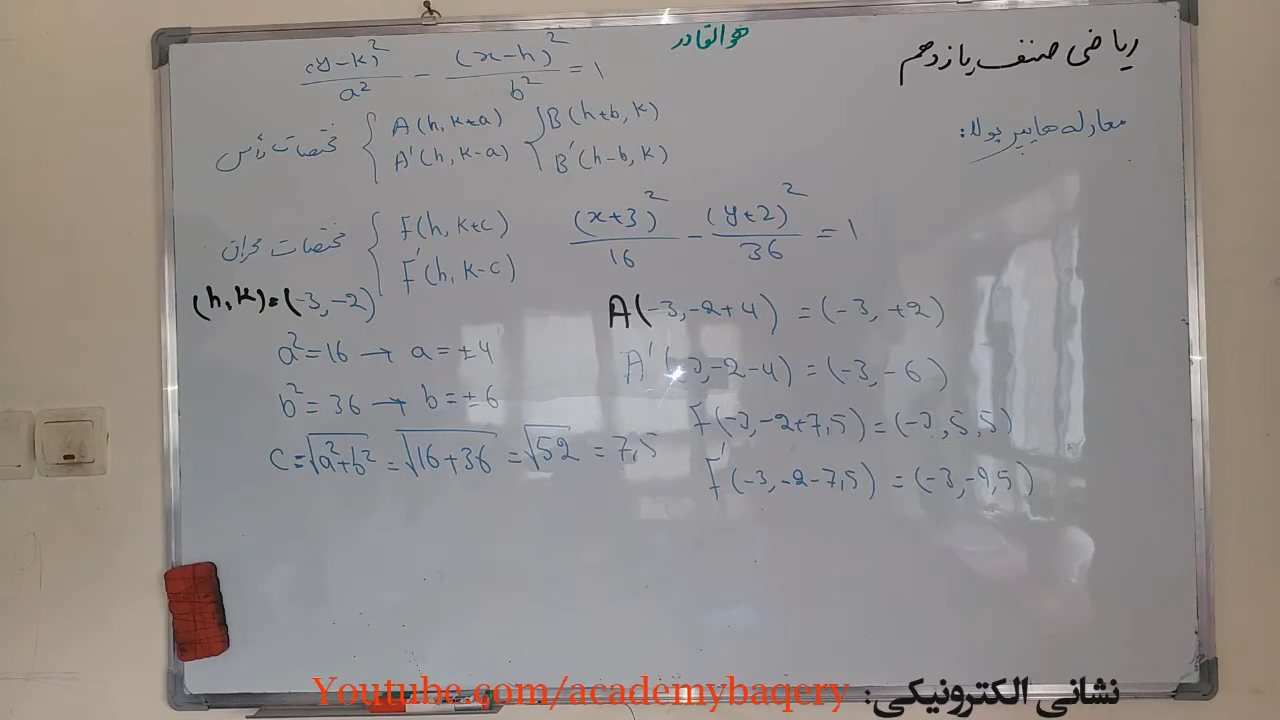 هو القادر
ریاضی صنف یازدهم
معادله هایپربولا:
(y-k)²/a² - (x-h)²/b² = 1
مختصات رأس { A(h, k+a) } B(h+b, k)
A'(h, k-a) B'(h-b, k)
مختصات محراق { F(h, k+c)
F'(h, k-c)
(x+3)²/16 - (y+2)²/36 = 1
(h, k) = (-3, -2)
a² = 16 → a = ±4
b² = 36 → b = ±6
c = √a²+b² = √16+36 = √52 = 7,5
A(-3, -2+4) = (-3, +2)
A'(-3, -2-4) = (-3, -6)
F(-3, -2+7,5) = (-3, 5,5)
F'(-3, -2-7,5) = (-3, -9,5)
نشانی الکترونیکی: Youtube.com/academybaqery